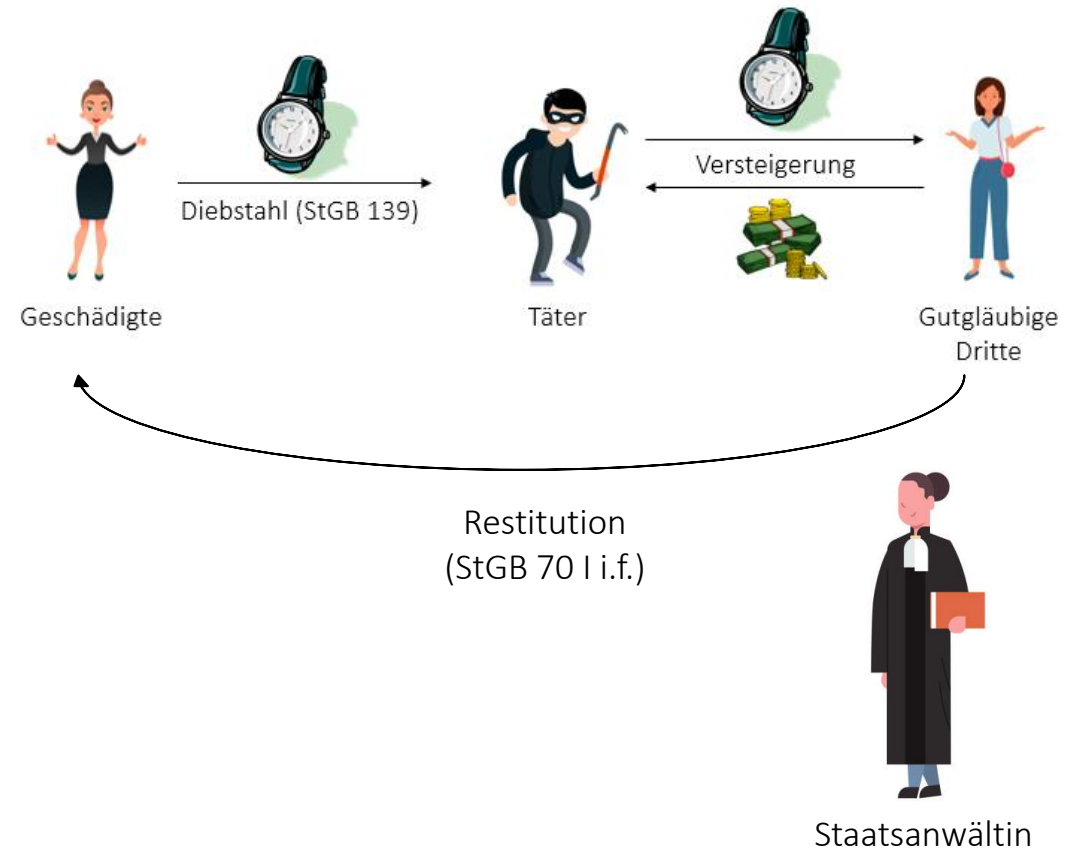 Versteigerung
Diebstahl (StGB 139)
Geschädigte
Täter
Gutgläubige
Dritte
Restitution
(StGB 70 I i.f.)
Staatsanwältin